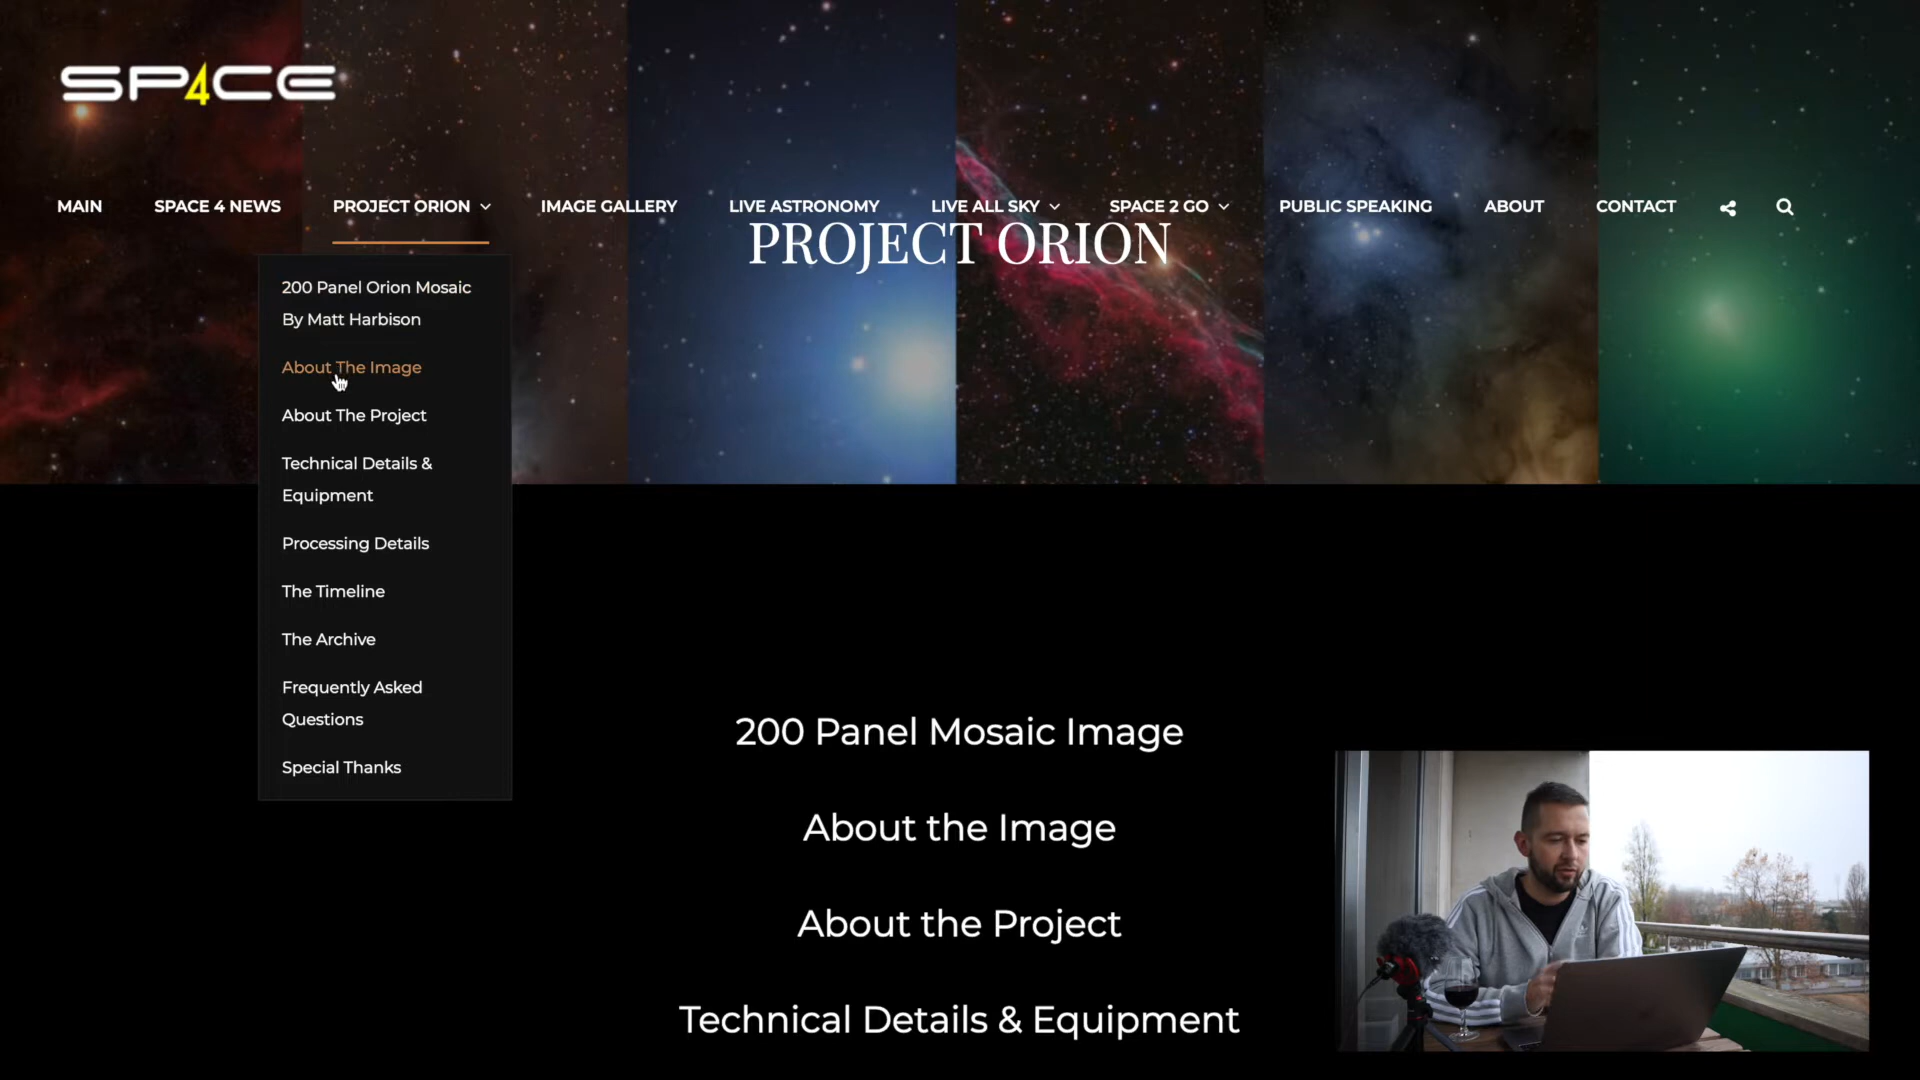 SP4CE
MAIN
SPACE 4 NEWS
PROJECT ORION
IMAGE GALLERY
LIVE ASTRONOMY
LIVE ALL SKY
SPACE 2 GO
PUBLIC SPEAKING
ABOUT
CONTACT
PROJECT ORION
200 Panel Orion Mosaic
By Matt Harbison
About The Image
About The Project
Technical Details &
Equipment
Processing Details
The Timeline
The Archive
Frequently Asked
Questions
Special Thanks
200 Panel Mosaic Image
About the Image
About the Project
Technical Details & Equipment